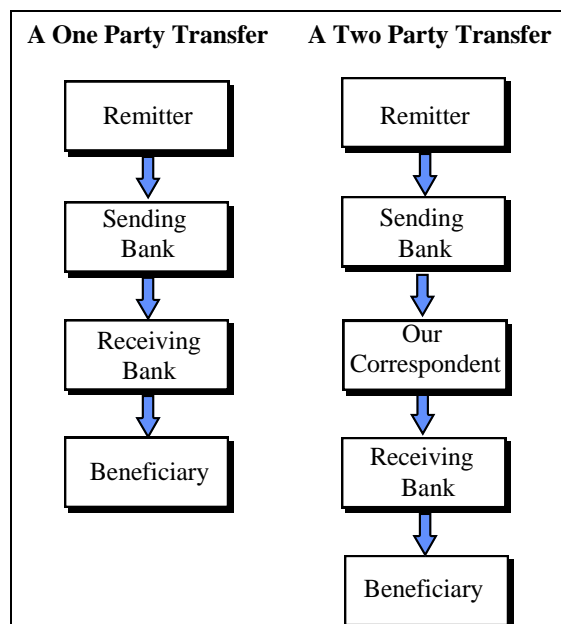 A One Party Transfer
Remitter
Sending
Bank
Receiving
Bank
Beneficiary
A Two Party Transfer
Remitter
Sending
Bank
Our
Correspondent
Receiving
Bank
Beneficiary